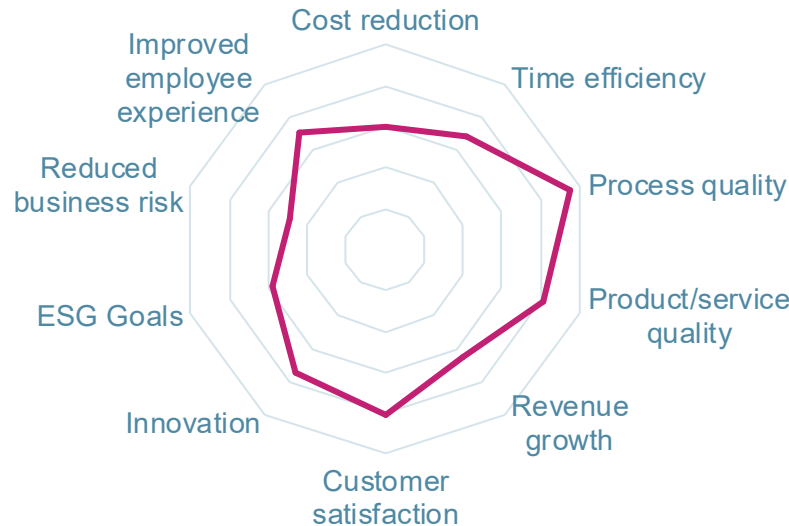 Cost reduction
Time efficiency
Process quality
Product/service
quality
Revenue
growth
Customer
satisfaction
Innovation
ESG Goals
Reduced
business risk
Improved
employee
experience